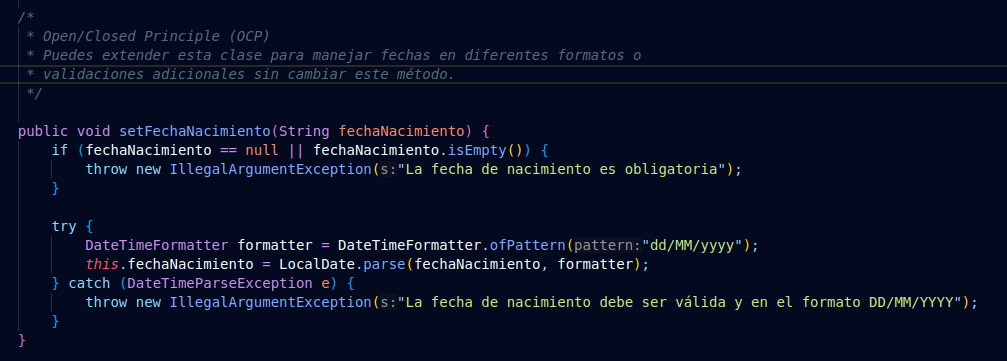 /*
 * Open/Closed Principle (OCP)
 * Puedes extender esta clase para manejar fechas en diferentes formatos o
 * validaciones adicionales sin cambiar este método.
 */
public void setFechaNacimiento(String fechaNacimiento) {
    if (fechaNacimiento == null || fechaNacimiento.isEmpty()) {
        throw new IllegalArgumentException(s:"La fecha de nacimiento es obligatoria");
    }
    try {
        DateTimeFormatter formatter = DateTimeFormatter.ofPattern(pattern:"dd/MM/yyyy");
        this.fechaNacimiento = LocalDate.parse(fechaNacimiento, formatter);
    } catch (DateTimeParseException e) {
        throw new IllegalArgumentException(s:"La fecha de nacimiento debe ser válida y en el formato DD/MM/YYYY");
    }
}